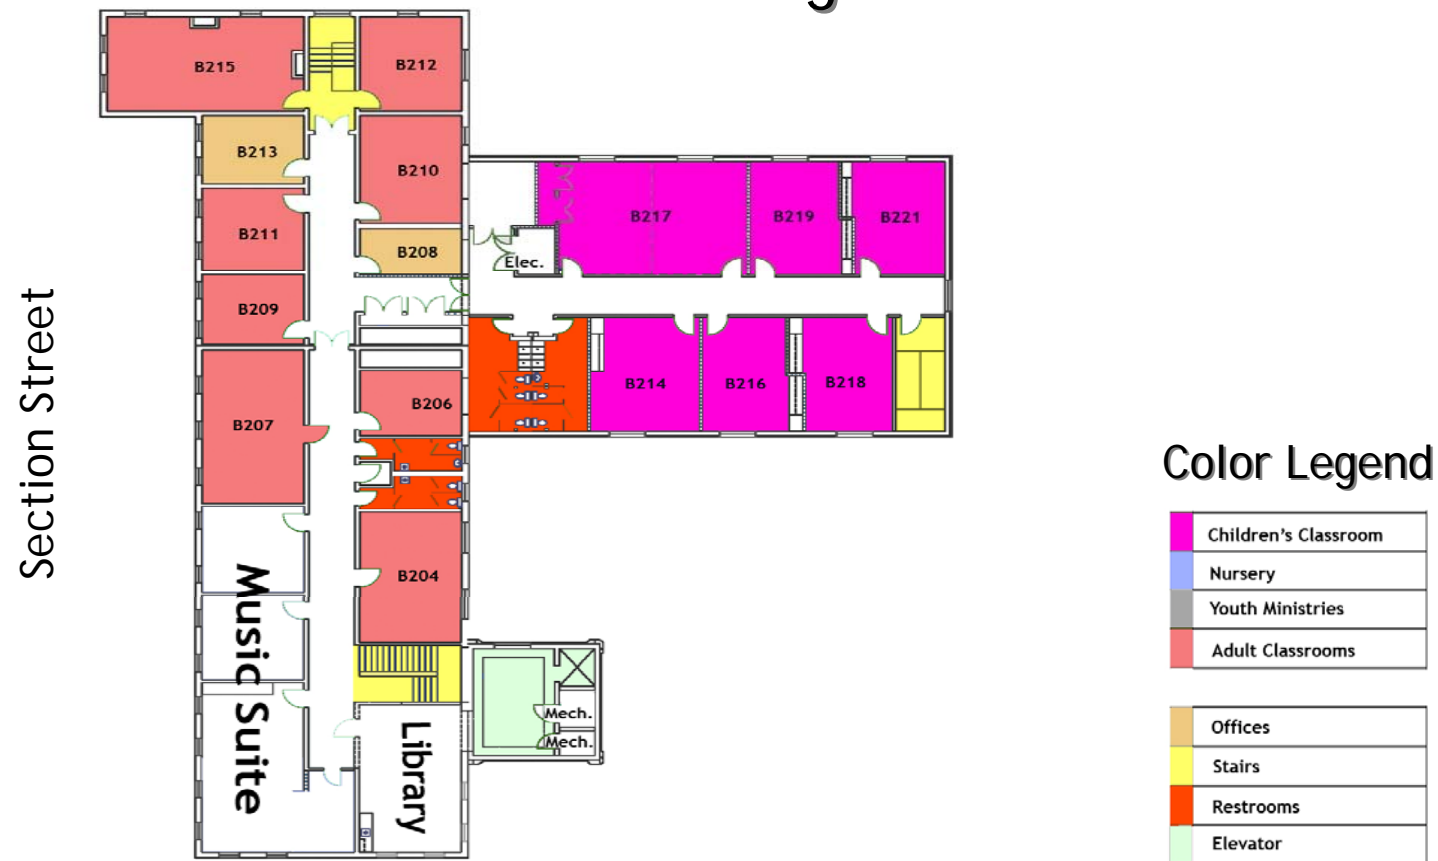 g
B215
B212
B213
B210
B211
B208
B209
B207
B206
B204
Elec.
B217
B219
B221
B214
B216
B218
Mech.
Mech.
Music Suite
Library
Section Street
Color Legend
Children's Classroom
Nursery
Youth Ministries
Adult Classrooms
Offices
Stairs
Restrooms
Elevator